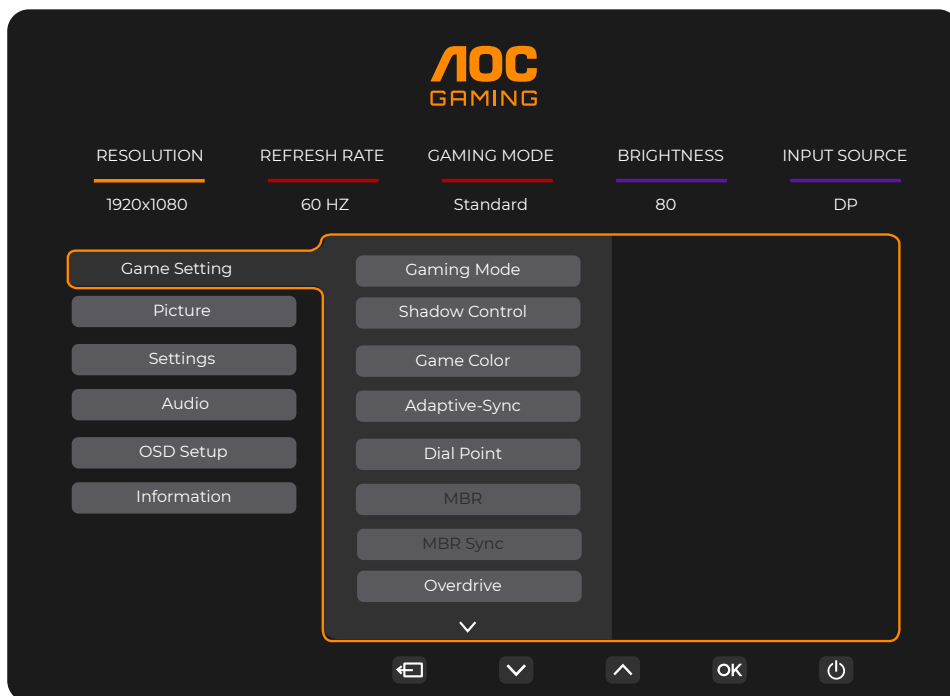 AOC
GAMING
RESOLUTION REFRESH RATE GAMING MODE BRIGHTNESS INPUT SOURCE
1920x1080 60 HZ Standard 80 DP
Game Setting
Picture
Settings
Audio
OSD Setup
Information
Gaming Mode
Shadow Control
Game Color
Adaptive-Sync
Dial Point
MBR
MBR Sync
Overdrive
OK